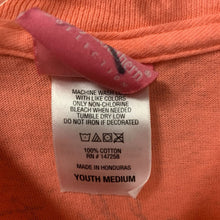 MACHINE WASH COLD
WITH LIKE COLORS
ONLY NON-CHLORINE
BLEACH WHEN NEEDED
TUMBLE DRY LOW
DO NOT IRON IF DECORATED
100% COTTON
RN # 147258
MADE IN HONDURAS
YOUTH MEDIUM